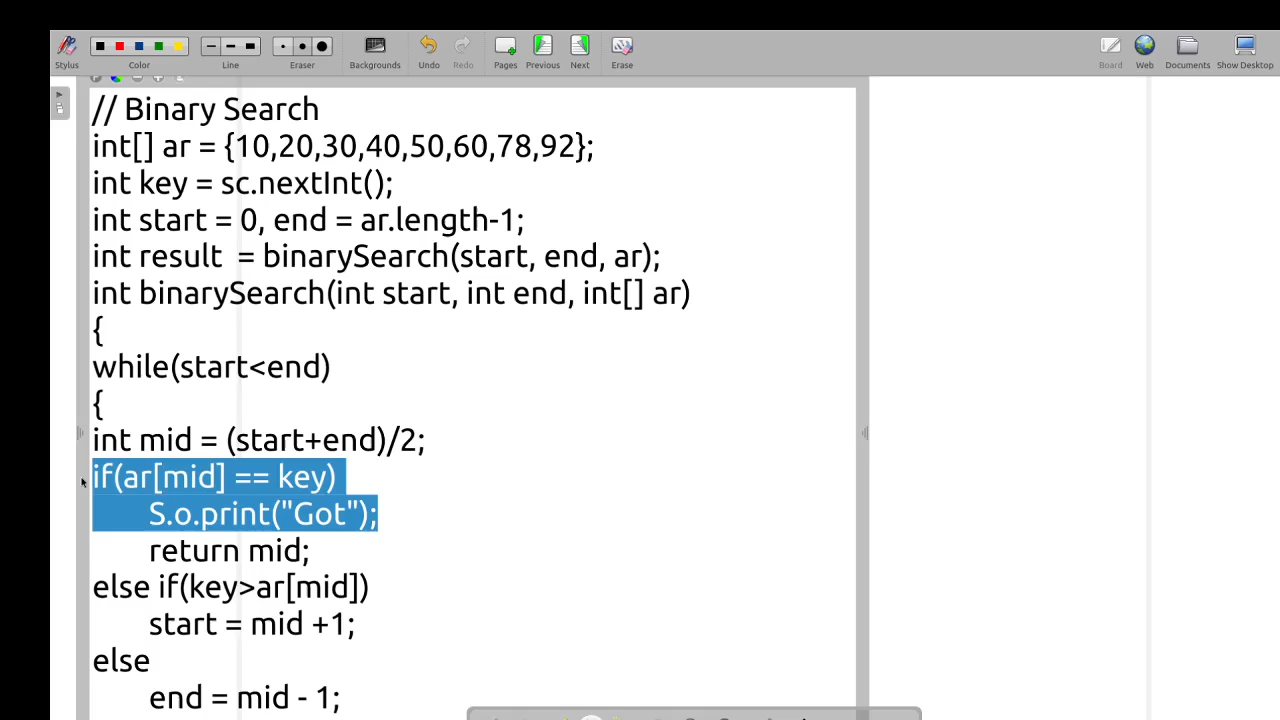 Stylus
Color
Line
Eraser
Backgrounds
Undo
Redo
Pages
Previous
Next
Erase
Board
Web
Documents
Show Desktop
// Binary Search
int[] ar = {10,20,30,40,50,60,78,92};
int key = sc.nextInt();
int start = 0, end = ar.length-1;
int result  = binarySearch(start, end, ar);
int binarySearch(int start, int end, int[] ar)
{
while(start<end)
{
int mid = (start+end)/2;
if(ar[mid] == key)
S.o.print("Got");
return mid;
else if(key>ar[mid])
start = mid +1;
else
end = mid - 1;